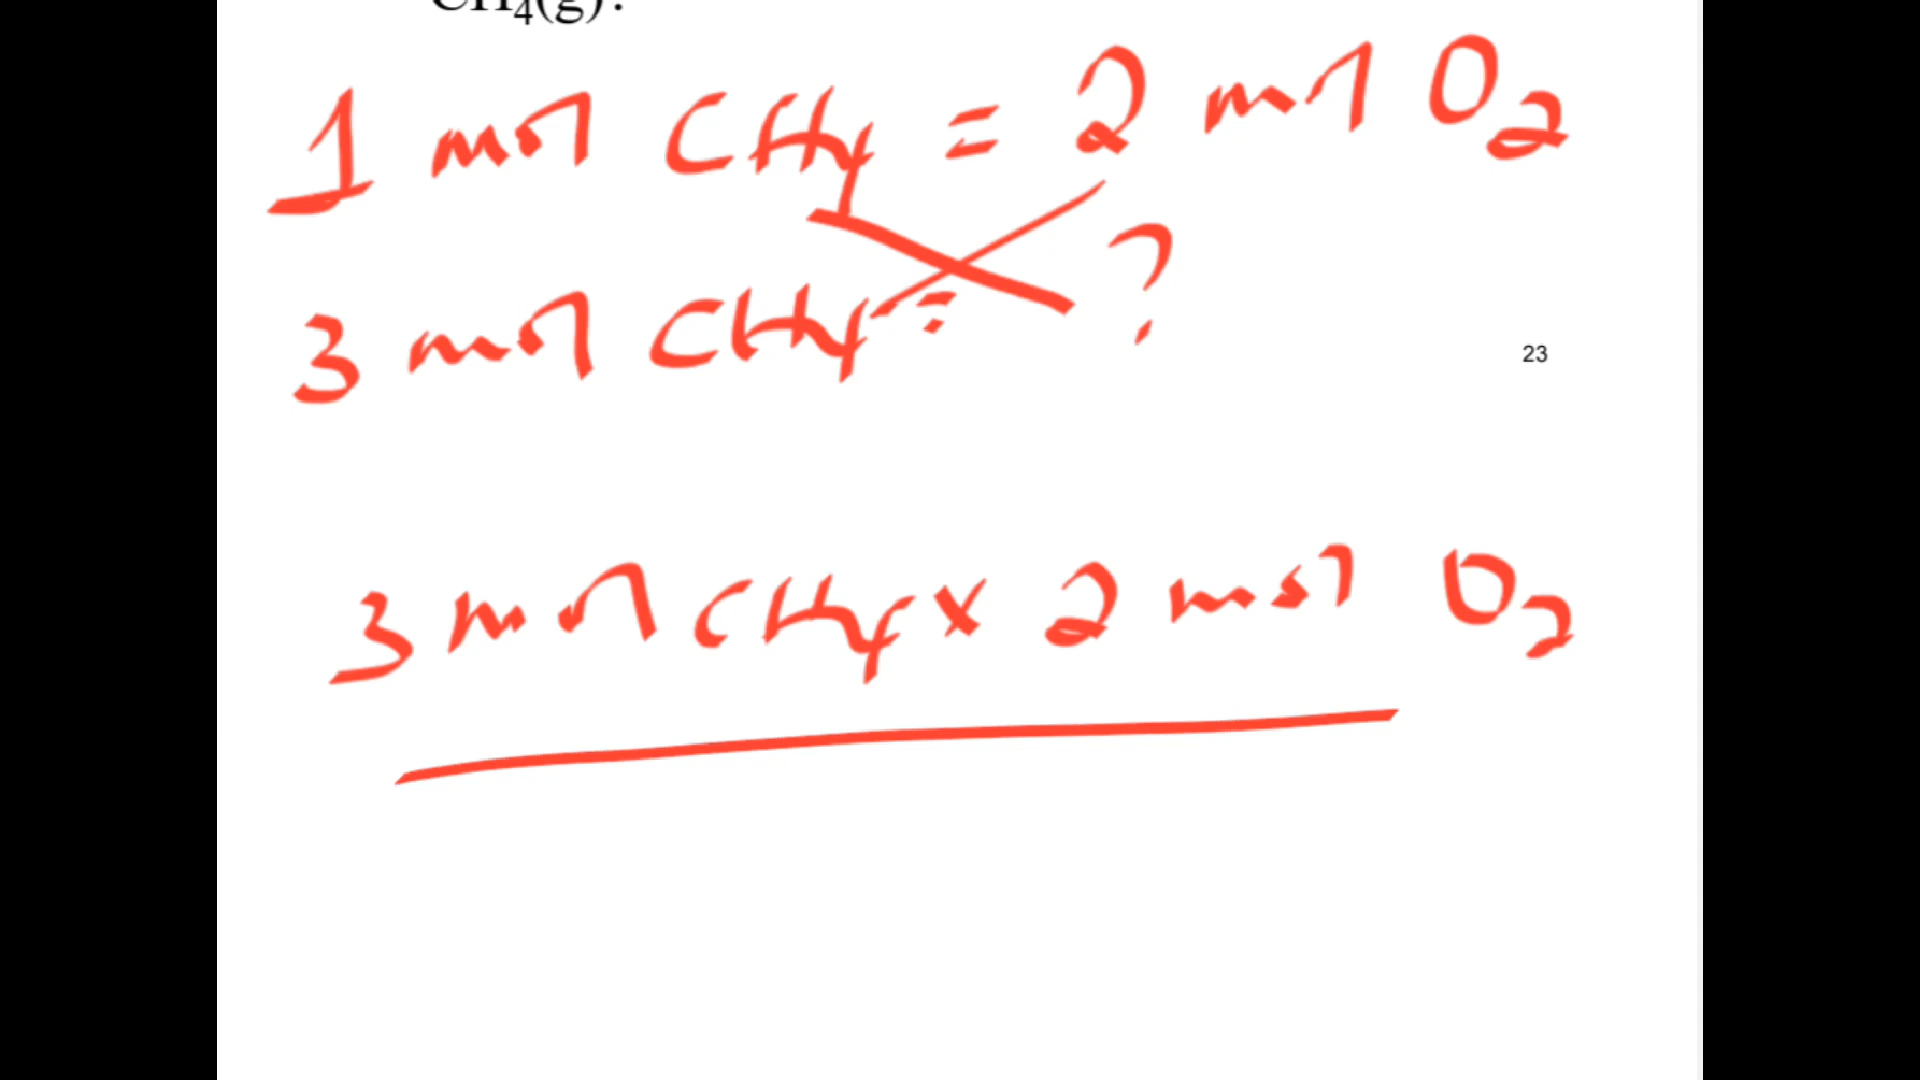 CH₄(g)?
1 mol CH₄ = 2 mol O₂
3 mol CH₄ = ?
23
3 mol CH₄ x 2 mol O₂